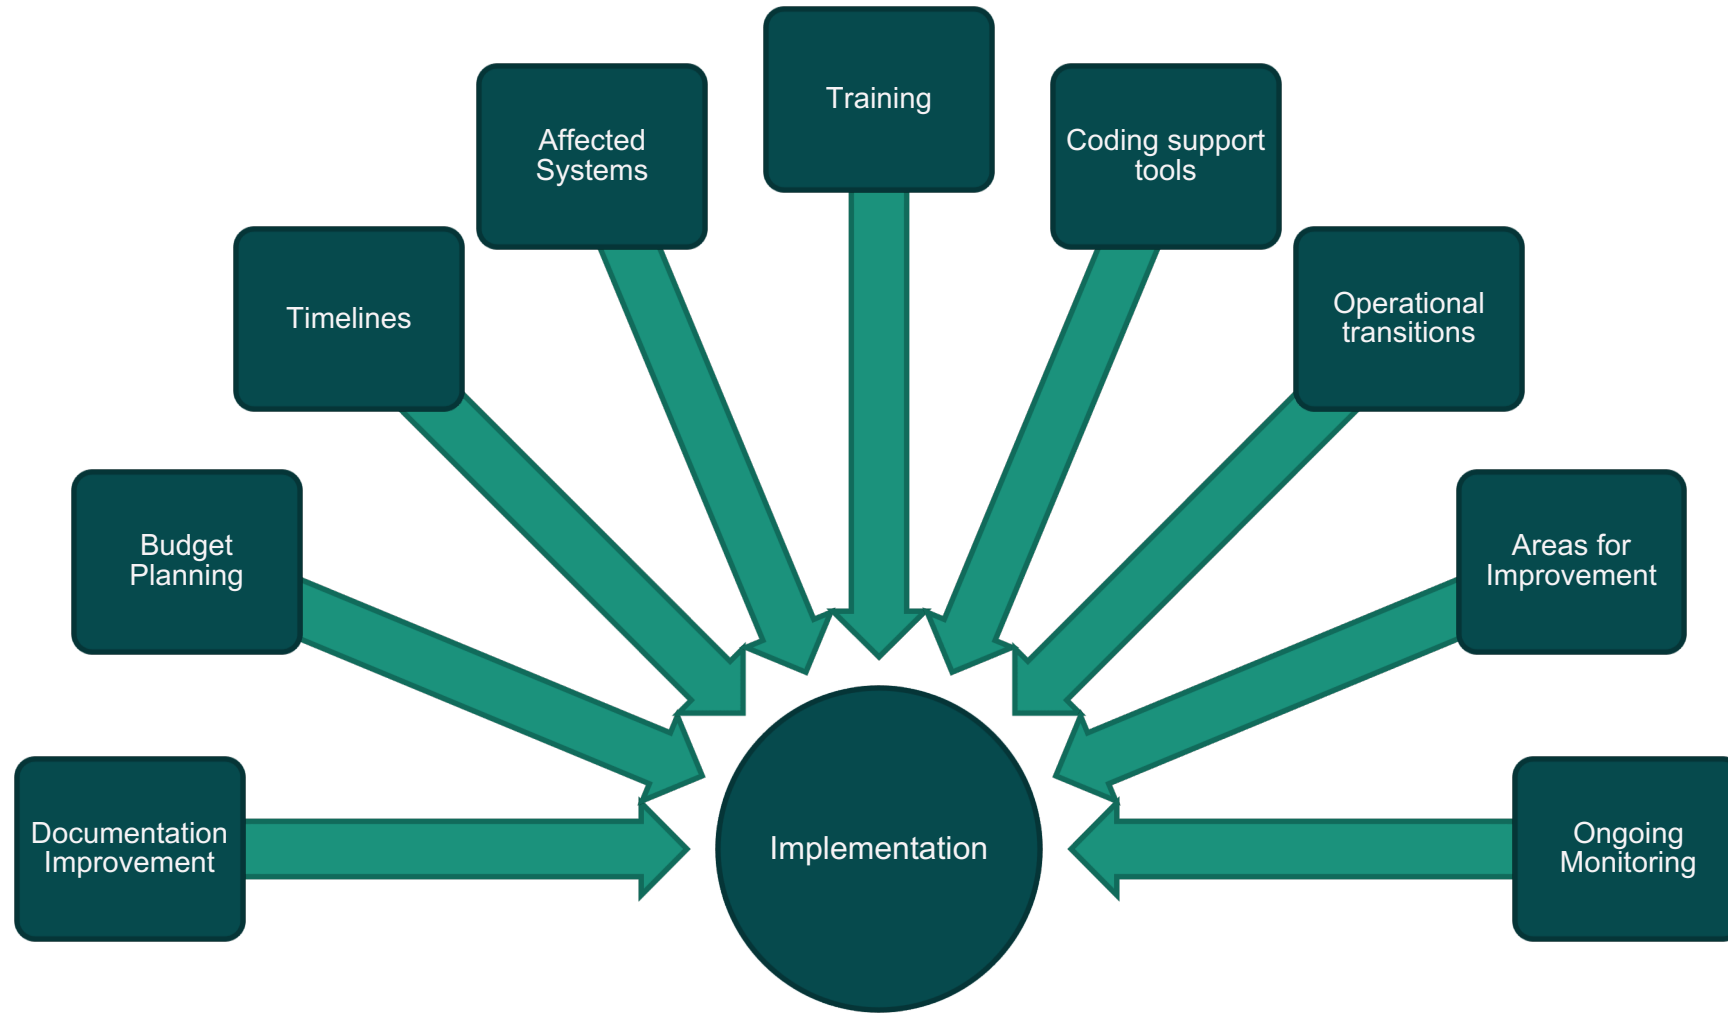 Training
Affected
Systems
Coding support
tools
Timelines
Operational
transitions
Budget
Planning
Areas for
Improvement
Documentation
Improvement
Implementation
Ongoing
Monitoring